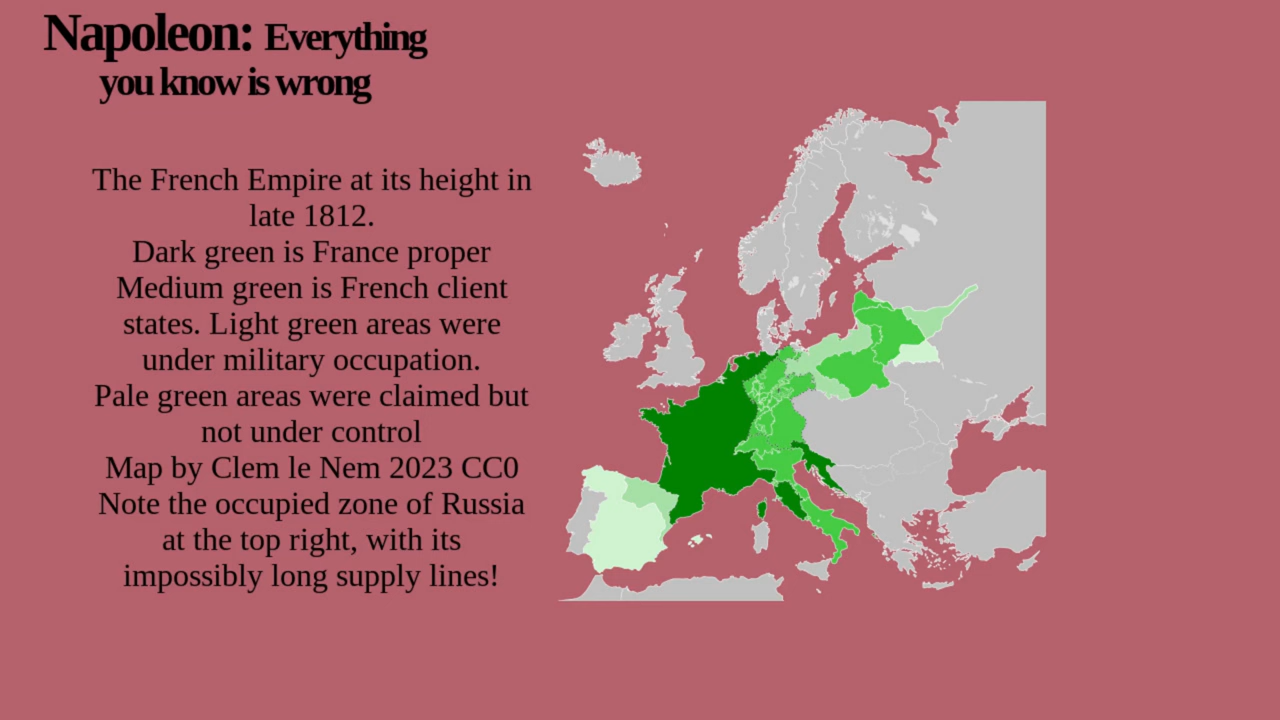 Napoleon: Everything
you know is wrong
The French Empire at its height in
late 1812.
Dark green is France proper
Medium green is French client
states. Light green areas were
under military occupation.
Pale green areas were claimed but
not under control
Map by Clem le Nem 2023 CC0
Note the occupied zone of Russia
at the top right, with its
impossibly long supply lines!